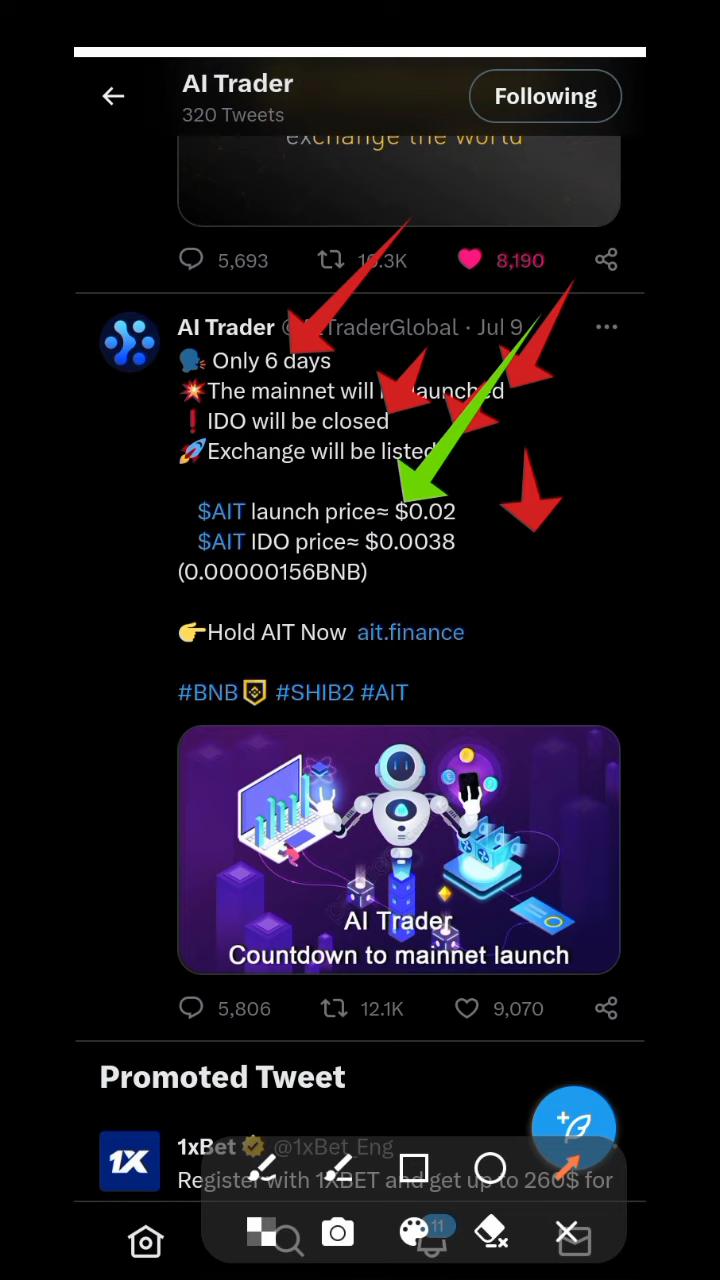 AI Trader
320 Tweets
Following
exchange the world
5,693
8,190
AI Trader
TraderGlobal · Jul 9
Only 6 days
The mainnet will launched
IDO will be closed
Exchange will be listed
$AIT launch price≈ $0.02
$AIT IDO price≈ $0.0038
(0.00000156BNB)
Hold AIT Now ait.finance
#BNB #SHIB2 #AIT
AI Trader
Countdown to mainnet launch
5,806
12.1K
9,070
Promoted Tweet
1X
1xBet @1xBet_Eng
Register with 1XBET and get up to 260$ for
11